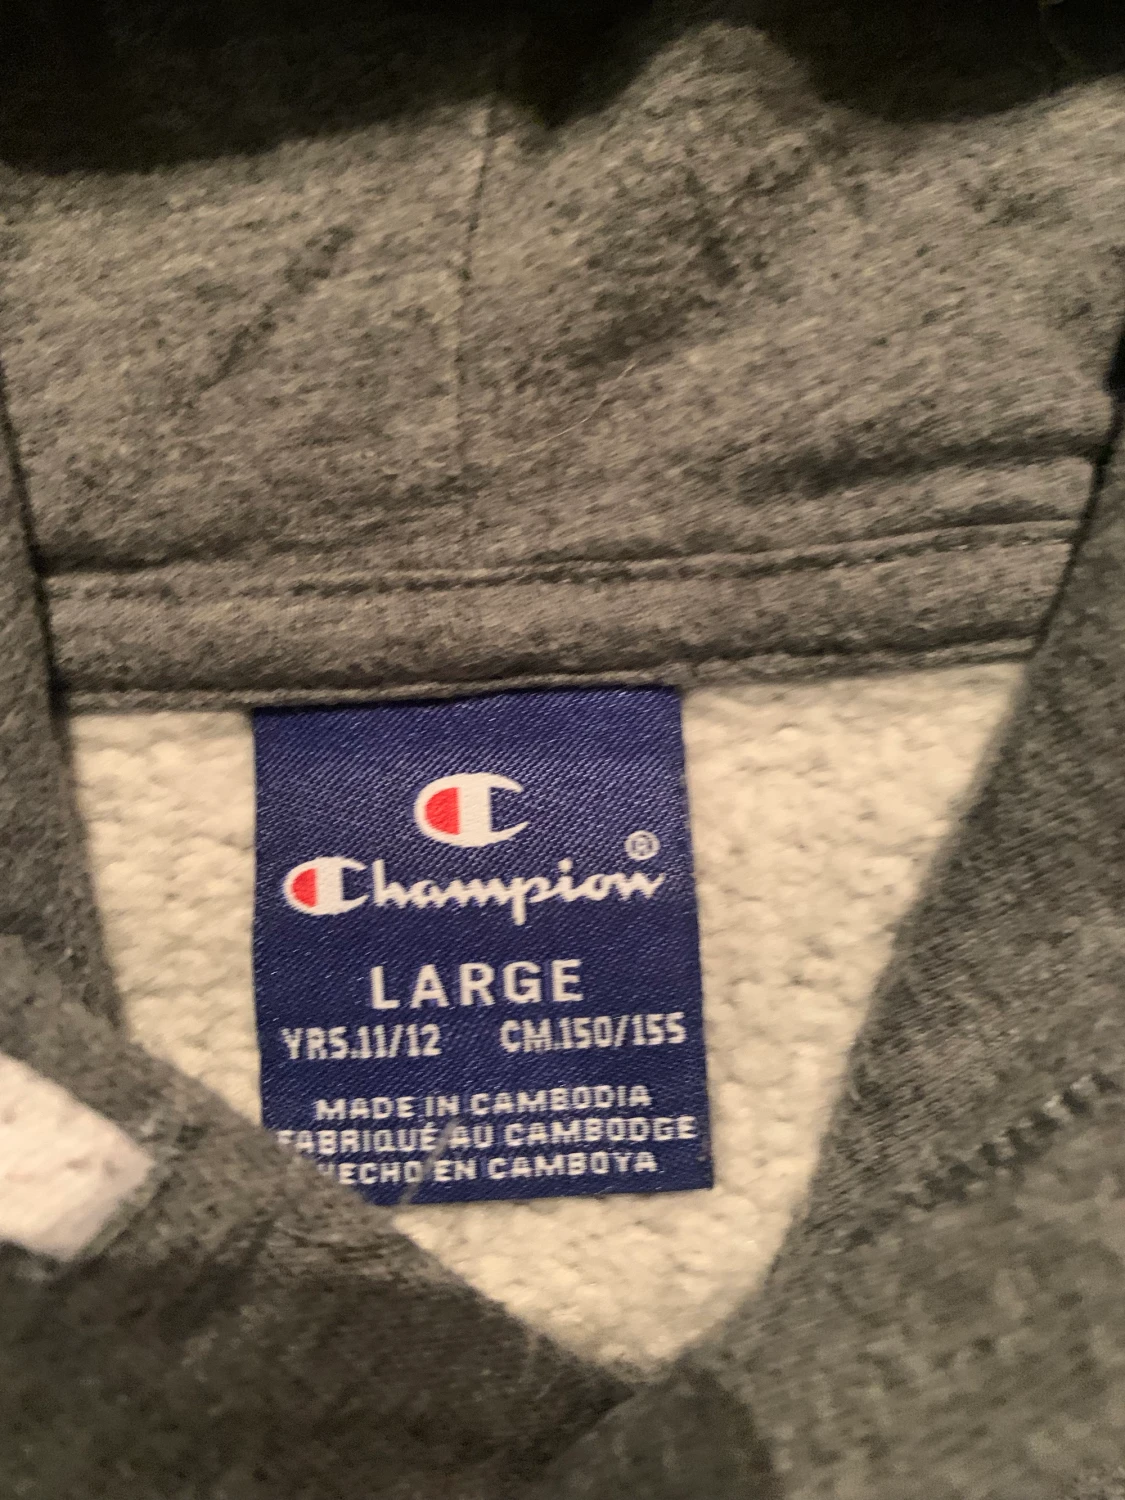 Champion®
LARGE
YRS.11/12 CM.150/155
MADE IN CAMBODIA
FABRIQUÉ AU CAMBODGE
HECHO EN CAMBOYA